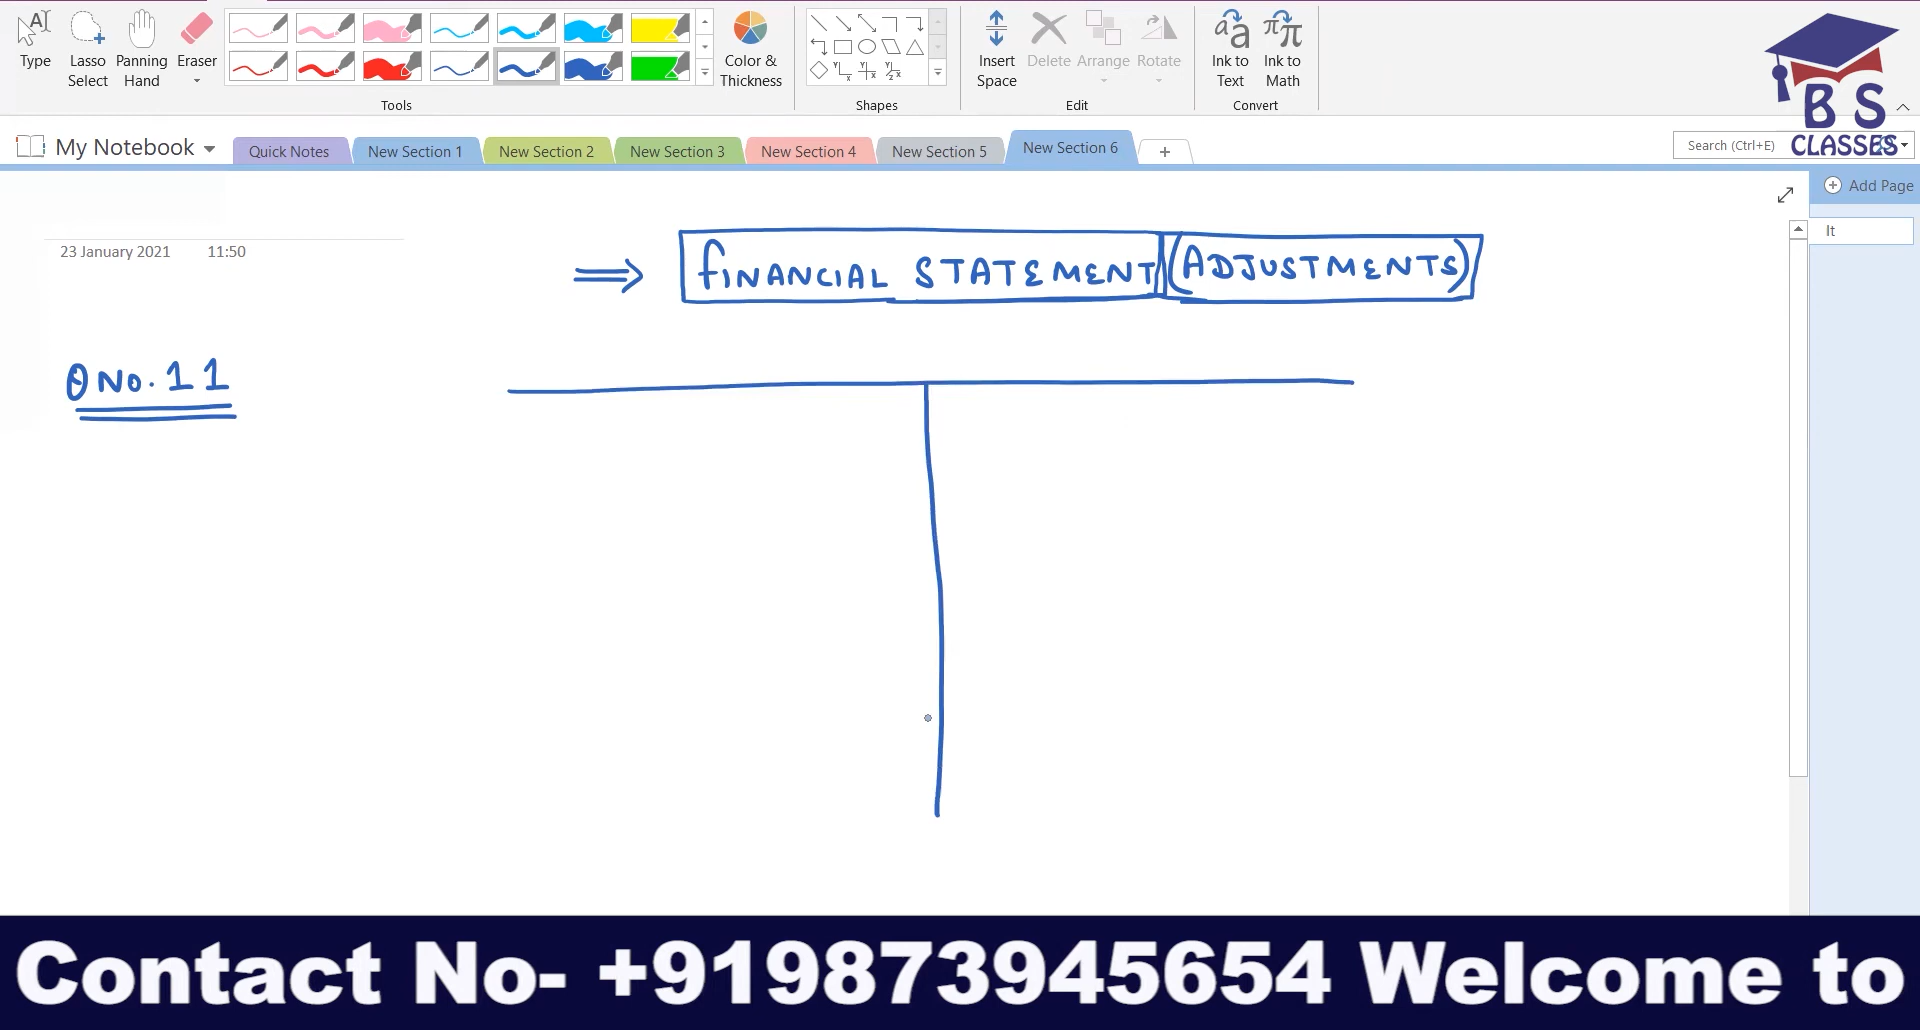 Type
Lasso Select
Panning Hand
Eraser
Color & Thickness
Insert Space
Delete
Arrange
Rotate
Ink to Text
Ink to Math
Tools
Shapes
Edit
Convert
BS
CLASSES
My Notebook
Quick Notes
New Section 1
New Section 2
New Section 3
New Section 4
New Section 5
New Section 6
Search (Ctrl+E)
Add Page
It
23 January 2021 11:50
⇒ FINANCIAL STATEMENT (ADJUSTMENTS)
Q No. 11
Contact No- +919873945654 Welcome to